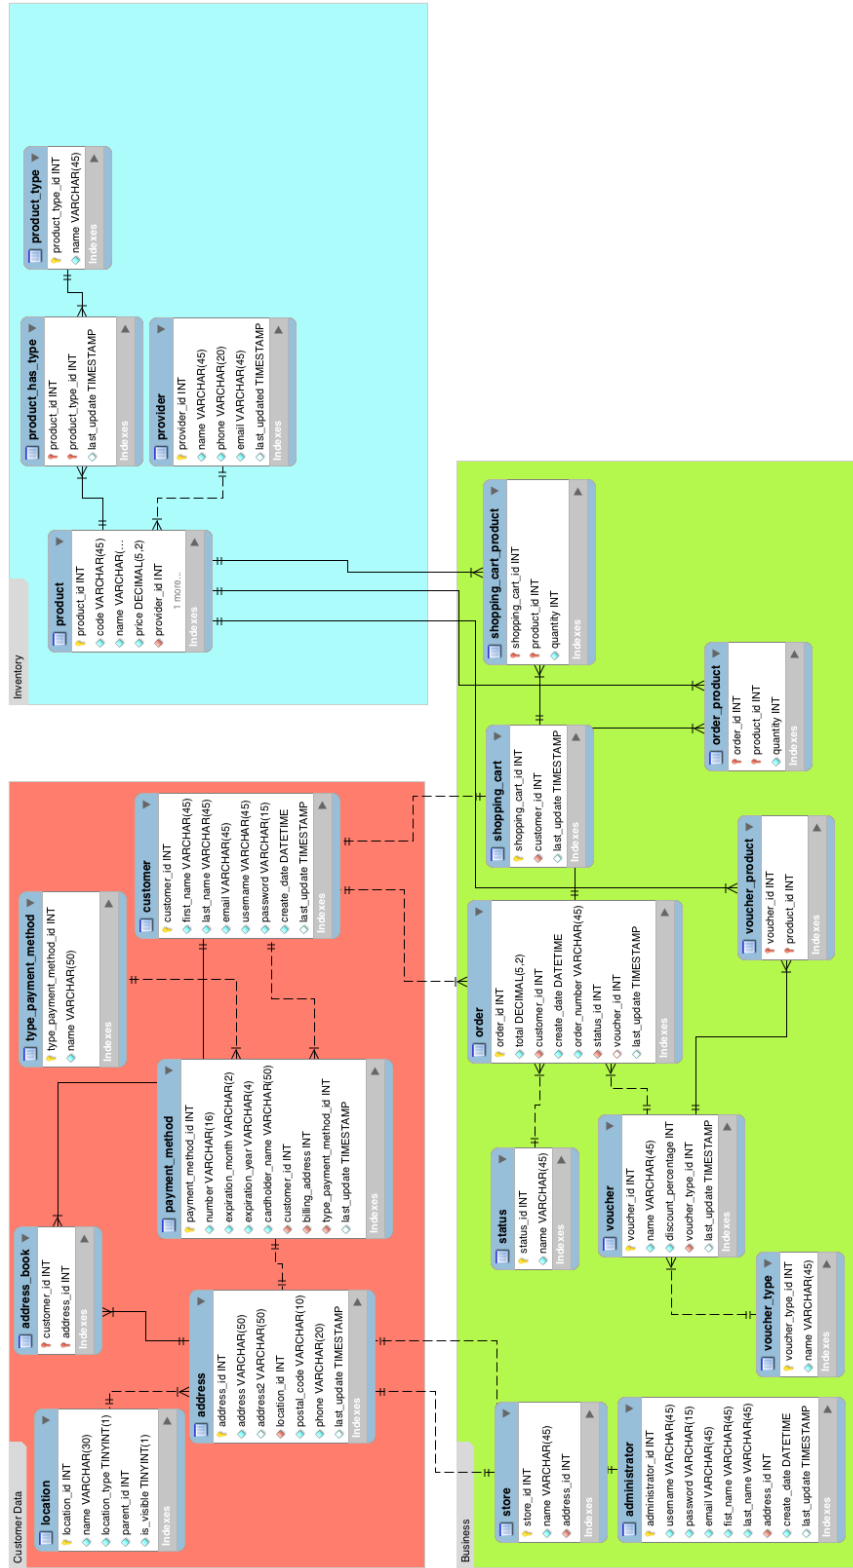 Customer Data
location
location_id INT
name VARCHAR(30)
location_type TINYINT(1)
parent_id INT
is_visible TINYINT(1)
Indexes
address_book
customer_id INT
address_id INT
Indexes
type_payment_method
type_payment_method_id INT
name VARCHAR(50)
Indexes
address
address_id INT
address VARCHAR(50)
address2 VARCHAR(50)
location_id INT
postal_code VARCHAR(10)
phone VARCHAR(20)
last_update TIMESTAMP
Indexes
payment_method
payment_method_id INT
number VARCHAR(16)
expiration_month VARCHAR(2)
expiration_year VARCHAR(4)
cardholder_name VARCHAR(50)
customer_id INT
billing_address INT
type_payment_method_id INT
last_update TIMESTAMP
Indexes
customer
customer_id INT
first_name VARCHAR(45)
last_name VARCHAR(45)
email VARCHAR(45)
username VARCHAR(45)
password VARCHAR(15)
create_date DATETIME
last_update TIMESTAMP
Indexes
Inventory
product
product_id INT
code VARCHAR(45)
name VARCHAR(...
price DECIMAL(5,2)
provider_id INT
1 more...
Indexes
product_has_type
product_id INT
product_type_id INT
last_update TIMESTAMP
Indexes
product_type
product_type_id INT
name VARCHAR(45)
Indexes
provider
provider_id INT
name VARCHAR(45)
phone VARCHAR(20)
email VARCHAR(45)
last_updated TIMESTAMP
Indexes
Business
store
store_id INT
name VARCHAR(45)
address_id INT
Indexes
administrator
administrator_id INT
username VARCHAR(45)
password VARCHAR(15)
email VARCHAR(45)
fist_name VARCHAR(45)
last_name VARCHAR(45)
address_id INT
create_date DATETIME
last_update TIMESTAMP
Indexes
status
status_id INT
name VARCHAR(45)
Indexes
voucher
voucher_id INT
name VARCHAR(45)
discount_percentage INT
voucher_type_id INT
last_update TIMESTAMP
Indexes
voucher_type
voucher_type_id INT
name VARCHAR(45)
Indexes
order
order_id INT
total DECIMAL(5,2)
customer_id INT
create_date DATETIME
order_number VARCHAR(45)
status_id INT
voucher_id INT
last_update TIMESTAMP
Indexes
voucher_product
voucher_id INT
product_id INT
Indexes
shopping_cart
shopping_cart_id INT
customer_id INT
last_update TIMESTAMP
Indexes
shopping_cart_product
shopping_cart_id INT
product_id INT
quantity INT
Indexes
order_product
order_id INT
product_id INT
quantity INT
Indexes